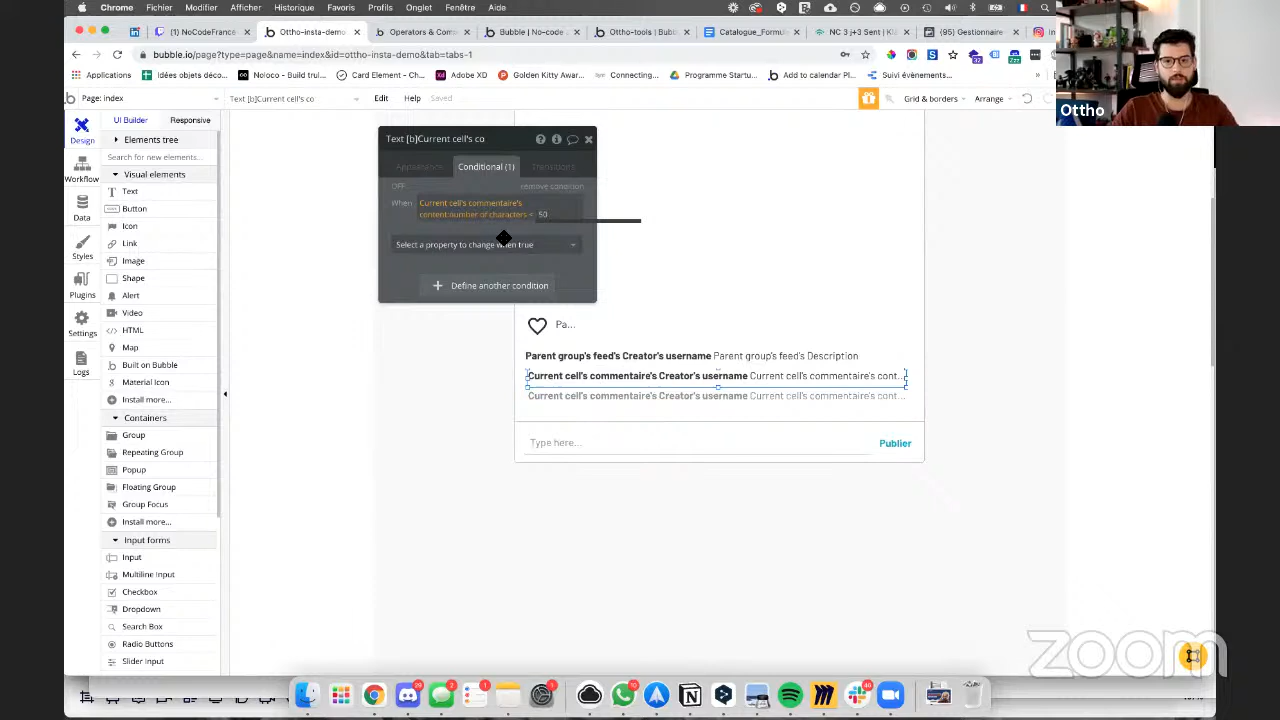 Chrome Fichier Modifier Afficher Historique Favoris Profils Onglet Fenêtre Aide
NoCodeFrance
Ottho-insta-demo
Operators & Comp
Bubble | No-code
Ottho-tools | Bub
Catalogue_Formu
NC 3 j+3 Sent | K
(95) Gestionnaire
bubble.io/page?type=page&name=index&id=ottho-insta-demo&tab=tabs-1
Applications
Idées objets déco...
Noloco - Build trul...
Card Element - Ch...
Adobe XD
Golden Kitty Awar...
Connecting...
Programme Startu...
Add to calendar Pl...
Suivi évènements...
Ottho
Page: index
Text [b]Current cell's co
Edit
Help
Saved
Grid & borders
Arrange
Design
Workflow
Data
Styles
Plugins
Settings
Logs
UI Builder
Responsive
Elements tree
Search for new elements...
Visual elements
Text
Button
Icon
Link
Image
Shape
Alert
Video
HTML
Map
Built on Bubble
Material Icon
Install more...
Containers
Group
Repeating Group
Popup
Floating Group
Group Focus
Install more...
Input forms
Input
Multiline Input
Checkbox
Dropdown
Search Box
Radio Buttons
Slider Input
Text [b]Current cell's co
Appearance
Conditional (1)
Transitions
OFF
remove condition
When
Current cell's commentaire's
content:number of characters < 50
Select a property to change when true
Define another condition
Pa...
Parent group's feed's Creator's username Parent group's feed's Description
Current cell's commentaire's Creator's username Current cell's commentaire's cont...
Current cell's commentaire's Creator's username Current cell's commentaire's cont...
Type here...
Publier
zoom